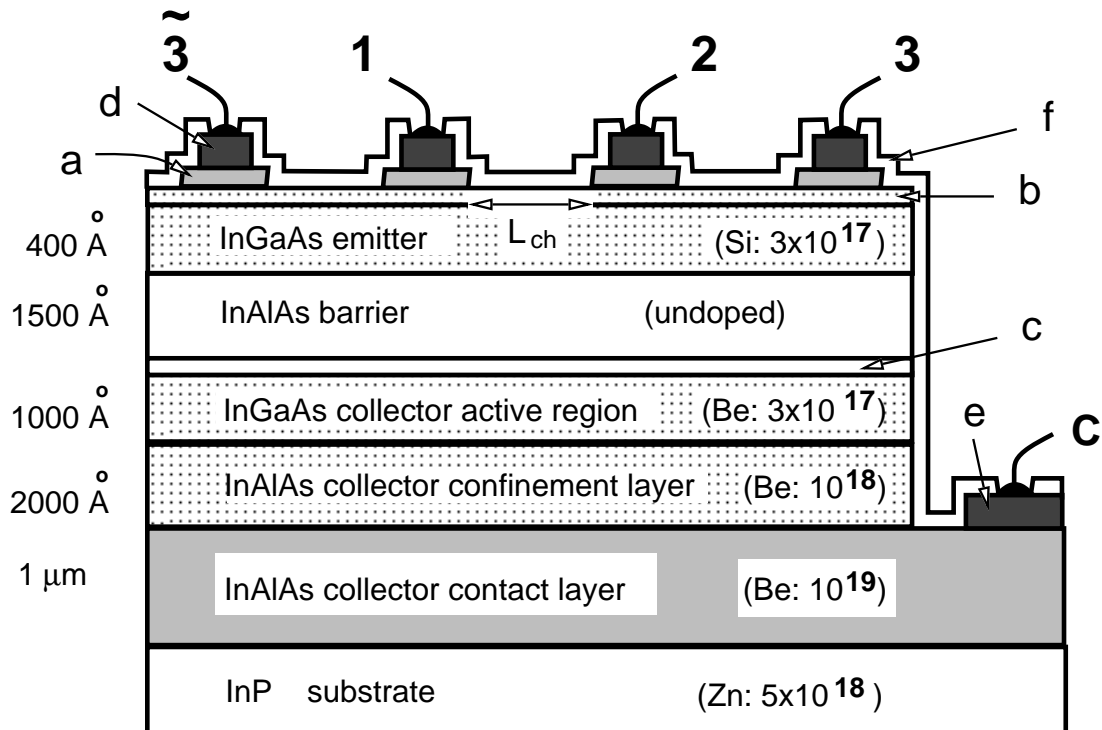 3̃ 1 2 3
d
f
a
b
400 Å InGaAs emitter L ch (Si: 3x10 17)
1500 Å InAlAs barrier (undoped)
c
1000 Å InGaAs collector active region (Be: 3x10 17)
e C
2000 Å InAlAs collector confinement layer (Be: 10 18)
1 μm InAlAs collector contact layer (Be: 10 19)
InP substrate (Zn: 5x10 18)